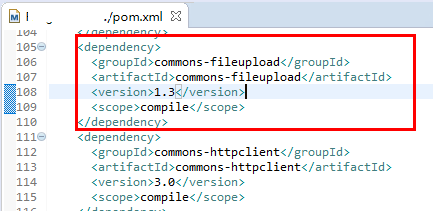 ./pom.xml
104 </dependency>
105 <dependency>
106 <groupId>commons-fileupload</groupId>
107 <artifactId>commons-fileupload</artifactId>
108 <version>1.3</version>
109 <scope>compile</scope>
110 </dependency>
111 <dependency>
112 <groupId>commons-httpclient</groupId>
113 <artifactId>commons-httpclient</artifactId>
114 <version>3.0</version>
115 <scope>compile</scope>
116 </dependency>